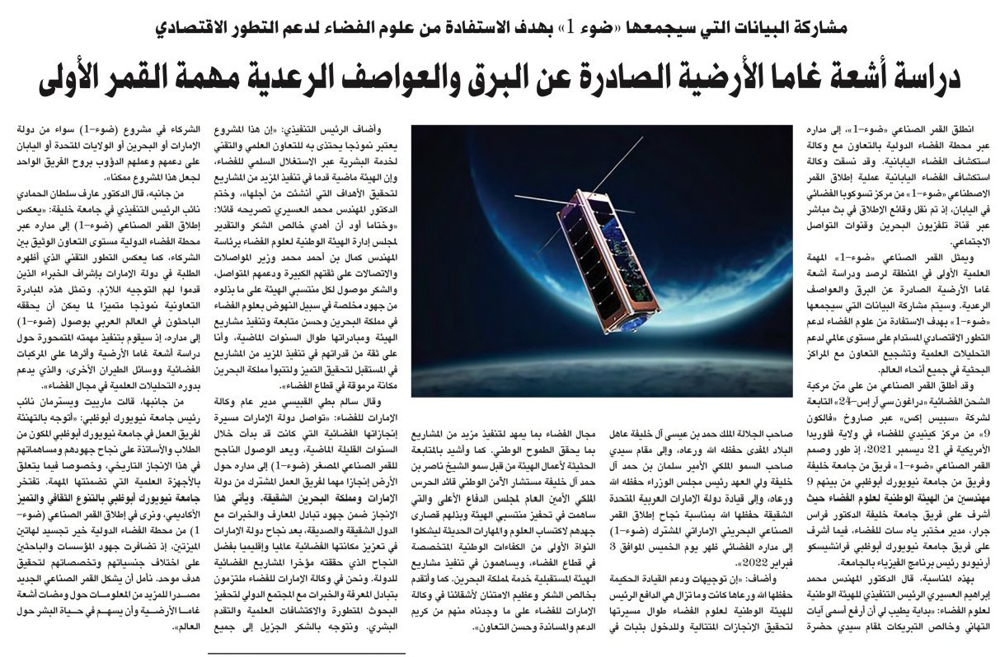 مشاركة البيانات التي سيجمعها «ضوء 1» بهدف الاستفادة من علوم الفضاء لدعم التطور الاقتصادي
دراسة أشعة غاما الأرضية الصادرة عن البرق والعواصف الرعدية مهمة القمر الأولى
انطلق القمر الصناعي «ضوء-1»، إلى مداره
عبر محطة الفضاء الدولية بالتعاون مع وكالة
استكشاف الفضاء اليابانية. وقد نسقت وكالة
استكشاف الفضاء اليابانية عملية إطلاق القمر
الاصطناعي «ضوء-1» من مركز تسوكوبا الفضائي
في اليابان، إذ تم نقل وقائع الإطلاق في بث مباشر
عبر قناة تلفزيون البحرين وقنوات التواصل
الاجتماعي.
ويمثل القمر الصناعي «ضوء-1» المهمة
العلمية الأولى في المنطقة لرصد ودراسة أشعة
غاما الأرضية الصادرة عن البرق والعواصف
الرعدية. وسيتم مشاركة البيانات التي سيجمعها
«ضوء-1» بهدف الاستفادة من علوم الفضاء لدعم
التطور الاقتصادي المستدام على مستوى عالمي لدعم
التحليلات العلمية وتشجيع التعاون مع المراكز
البحثية في جميع أنحاء العالم.
وقد أطلق القمر الصناعي من على متن مركبة
الشحن الفضائية «دراغون سي آر إس-24» التابعة
لشركة «سبيس إكس» عبر صاروخ «فالكون
9» من مركز كينيدي للفضاء في ولاية فلوريدا
الأمريكية في 21 ديسمبر 2021، إذ طور وصمم
القمر الصناعي «ضوء-1» فريق من جامعة خليفة
وفريق من جامعة نيويورك أبوظبي من بينهم 9
مهندسين من الهيئة الوطنية لعلوم الفضاء حيث
أشرف على فريق جامعة خليفة الدكتور فراس
جرار، مدير مختبر ياه سات للفضاء، فيما أشرف
على فريق جامعة نيويورك أبوظبي فرانشيسكو
أرنيودو رئيس برنامج الفيزياء بالجامعة.
بهذه المناسبة، قال الدكتور المهندس محمد
إبراهيم العسيري الرئيس التنفيذي للهيئة الوطنية
لعلوم الفضاء: «بداية يطيب لي أن أرفع أسمى آيات
التهاني وخالص التبريكات لمقام سيدي حضرة
صاحب الجلالة الملك حمد بن عيسى آل خليفة عاهل
البلاد المفدى حفظه الله ورعاه، وإلى مقام سيدي
صاحب السمو الملكي الأمير سلمان بن حمد آل
خليفة ولي العهد رئيس مجلس الوزراء حفظه الله
ورعاه، وإلى قيادة دولة الإمارات العربية المتحدة
الشقيقة حفظها الله بمناسبة نجاح إطلاق القمر
الصناعي البحريني الإماراتي المشترك (ضوء-1)
إلى مداره الفضائي ظهر يوم الخميس الموافق 3
فبراير 2022».
وأضاف: «إن توجيهات ودعم القيادة الحكيمة
حفظها الله ورعاها كانت وما تزال هي الدافع الرئيس
للهيئة الوطنية لعلوم الفضاء طوال مسيرتها
لتحقيق الإنجازات المتتالية وللدخول بثبات في
مجال الفضاء بما يمهد لتنفيذ مزيد من المشاريع
بما يحقق الطموح الوطني. كما وأشيد بالمتابعة
الحثيثة لأعمال الهيئة من قبل سمو الشيخ ناصر بن
حمد آل خليفة مستشار الأمن الوطني قائد الحرس
الملكي الأمين العام لمجلس الدفاع الأعلى والتي
ساهمت في تحفيز منتسبي الهيئة وبذلهم قصارى
جهدهم لاكتساب العلوم والمهارات الحديثة ليشكلوا
النواة الأولى من الكفاءات الوطنية المتخصصة
في قطاع الفضاء، ويساهمون في تنفيذ مشاريع
الهيئة المستقبلية خدمة لمملكة البحرين. كما وأتقدم
بخالص الشكر وعظيم الامتنان لأشقائنا في وكالة
الإمارات للفضاء على ما وجدناه منهم من كريم
الدعم والمساندة وحسن التعاون».
وأضاف الرئيس التنفيذي: «إن هذا المشروع
يعتبر نموذجا يحتذى به للتعاون العلمي والتقني
لخدمة البشرية عبر الاستغلال السلمي للفضاء،
وإن الهيئة ماضية قدما في تنفيذ المزيد من المشاريع
لتحقيق الأهداف التي أنشئت من أجلها»، وختم
الدكتور المهندس محمد العسيري تصريحه قائلا:
«وختاما أود أن أهدي خالص الشكر والتقدير
لمجلس إدارة الهيئة الوطنية لعلوم الفضاء برئاسة
المهندس كمال بن أحمد محمد وزير المواصلات
والاتصالات على ثقتهم الكبيرة ودعمهم المتواصل،
والشكر موصول لكل منتسبي الهيئة على ما بذلوه
من جهود مخلصة في سبيل النهوض بعلوم الفضاء
في مملكة البحرين وحسن متابعة وتنفيذ مشاريع
الهيئة ومبادراتها طوال السنوات الماضية، وأنا
على ثقة من قدراتهم في تنفيذ المزيد من المشاريع
في المستقبل لتحقيق التميز ولتتبوأ مملكة البحرين
مكانة مرموقة في قطاع الفضاء».
وقال سالم بطي القبيسي مدير عام وكالة
الإمارات للفضاء: «تواصل دولة الإمارات مسيرة
إنجازاتها الفضائية التي كانت قد بدأت خلال
السنوات القليلة الماضية، ويعد الوصول الناجح
للقمر الصناعي المصغر (ضوء-1) إلى مداره حول
الأرض إنجازا مهما لفريق العمل المشترك من دولة
الإمارات ومملكة البحرين الشقيقة، ويأتي هذا
الإنجاز ضمن جهود تبادل المعارف والخبرات مع
الدول الشقيقة والصديقة، بعد نجاح دولة الإمارات
في تعزيز مكانتها الفضائية عالميا وإقليميا بفضل
النجاح الذي حققته مؤخرا المشاريع الفضائية
للدولة. ونحن في وكالة الإمارات للفضاء ملتزمون
بتبادل المعرفة والخبرات مع المجتمع الدولي لتحفيز
البحوث المتطورة والاكتشافات العلمية والتقدم
البشري. ونتوجه بالشكر الجزيل إلى جميع
الشركاء في مشروع (ضوء-1) سواء من دولة
الإمارات أو البحرين أو الولايات المتحدة أو اليابان
على دعمهم وعملهم الدؤوب بروح الفريق الواحد
لجعل هذا المشروع ممكنا».
من جانبه، قال الدكتور عارف سلطان الحمادي
نائب الرئيس التنفيذي في جامعة خليفة: «يعكس
إطلاق القمر الصناعي (ضوء-1) إلى مداره عبر
محطة الفضاء الدولية مستوى التعاون الوثيق بين
الشركاء، كما يعكس التطور التقني الذي أظهره
الطلبة في دولة الإمارات بإشراف الخبراء الذين
قدموا لهم التوجيه اللازم. وتمثل هذه المبادرة
التعاونية نموذجا متميزا لما يمكن أن يحققه
الباحثون في العالم العربي بوصول (ضوء-1)
إلى مداره، إذ سيقوم بتنفيذ مهمته المتمحورة حول
دراسة أشعة غاما الأرضية وأثرها على المركبات
الفضائية ووسائل الطيران الأخرى، والذي يدعم
بدوره التحليلات العلمية في مجال الفضاء».
من جانبها، قالت مارييت ويسترمان نائب
رئيس جامعة نيويورك أبوظبي: «أتوجه بالتهنئة
لفريق العمل في جامعة نيويورك أبوظبي المكون من
الطلاب والأساتذة على نجاح جهودهم ومساهماتهم
في هذا الإنجاز التاريخي، وخصوصا فيما يتعلق
بالأجهزة العلمية التي تضمنتها المهمة. تفتخر
جامعة نيويورك أبوظبي بالتنوع الثقافي والتميز
الأكاديمي، ونرى في إطلاق القمر الصناعي (ضوء-
1) من محطة الفضاء الدولية خير تجسيد لهاتين
الميزتين، إذ تضافرت جهود المؤسسات والباحثين
على اختلاف جنسياتهم وتخصصاتهم لتحقيق
هدف موحد. نأمل أن يشكل القمر الصناعي الجديد
مصدرا للمزيد من المعلومات حول ومضات أشعة
غاما الأرضية وأن يسهم في حياة البشر حول
العالم».